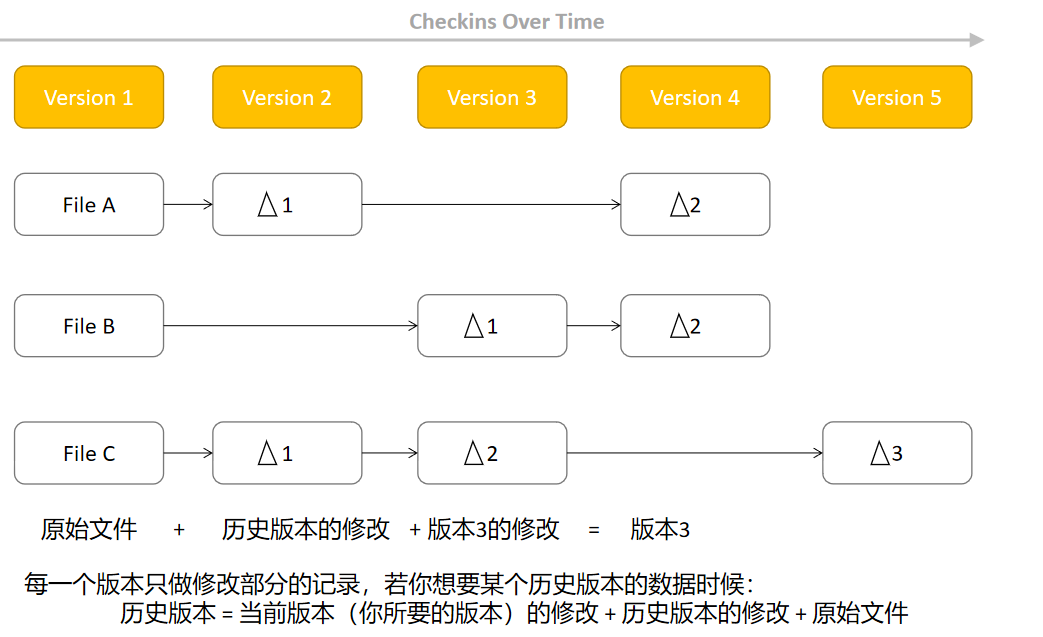 Checkins Over Time
Version 1 Version 2 Version 3 Version 4 Version 5
File A △1 △2
File B △1 △2
File C △1 △2 △3
原始文件 + 历史版本的修改 + 版本3的修改 = 版本3
每一个版本只做修改部分的记录，若你想要某个历史版本的数据时候：
历史版本 = 当前版本（你所要的版本）的修改 + 历史版本的修改 + 原始文件